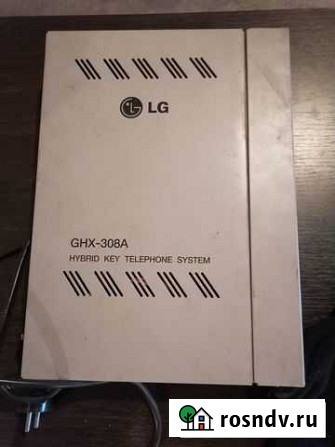 LG
GHX-308A
HYBRID KEY TELEPHONE SYSTEM
rosndv.ru